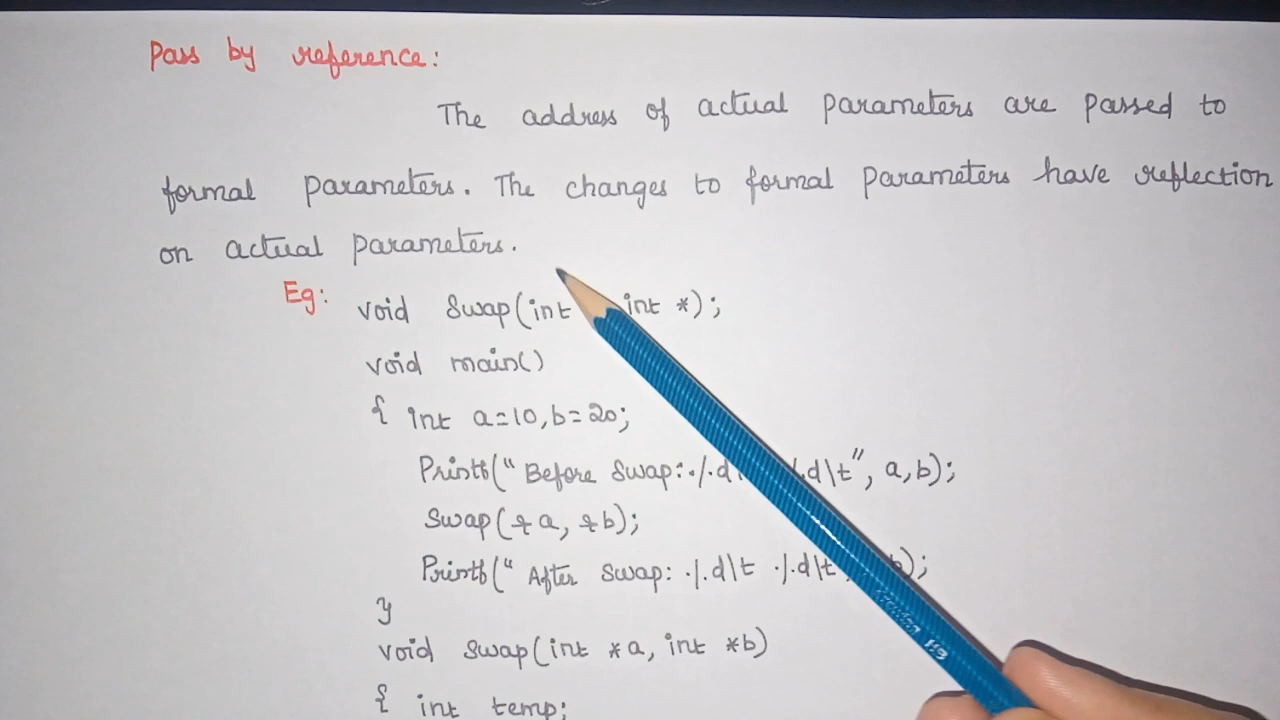 Pass by reference:
The address of actual parameters are passed to
formal parameters. The changes to formal parameters have reflection
on actual parameters.
Eg: void Swap(int int *);
void main()
{ int a=10,b=20;
Printf(" Before Swap:%d\t %d\t", a,b);
Swap(&a, &b);
Printf(" After Swap: %d\t %d\t b);
}
void Swap(int *a, int *b)
{ int temp;